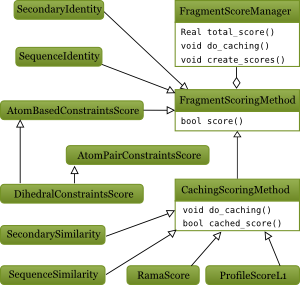 SecondaryIdentity
FragmentScoreManager
Real total_score()
void do_caching()
void create_scores()
SequenceIdentity
FragmentScoringMethod
bool score()
AtomBasedConstraintsScore
AtomPairConstraintsScore
DihedralConstraintsScore
CachingScoringMethod
void do_caching()
bool cached_score()
SecondarySimilarity
SequenceSimilarity
RamaScore
ProfileScoreL1